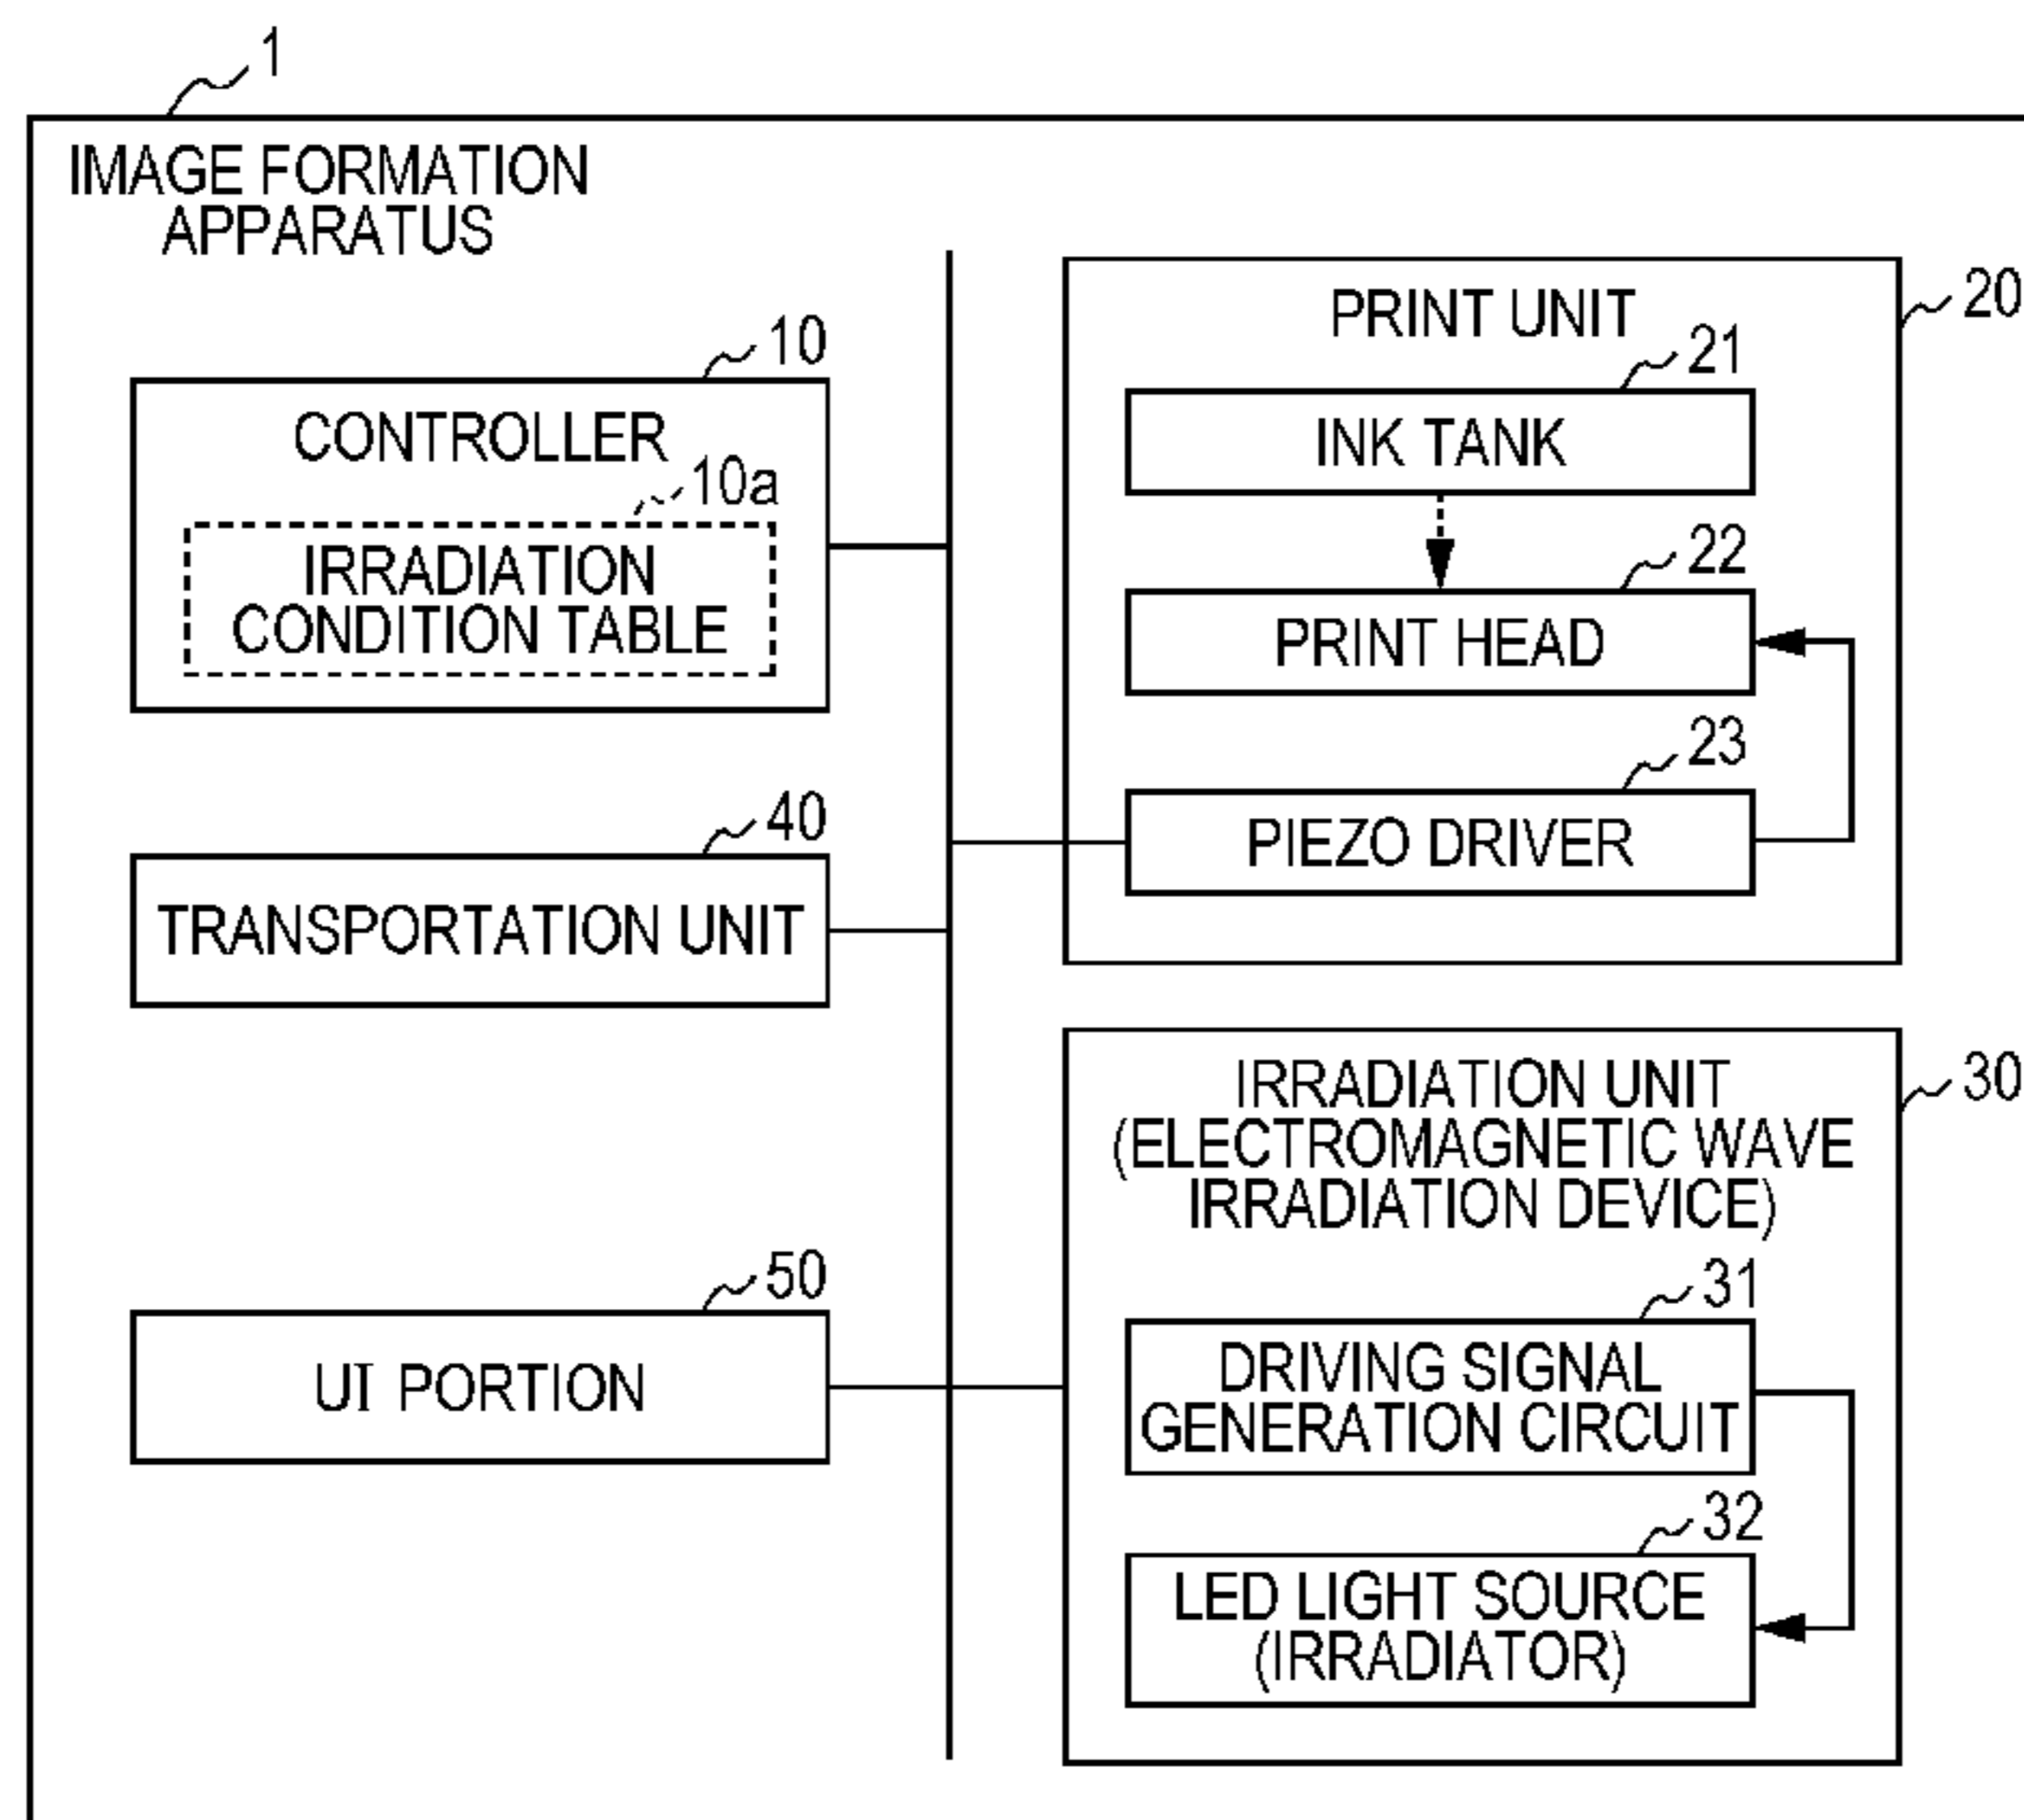 1
IMAGE FORMATION
APPARATUS
10
CONTROLLER
10a
IRRADIATION
CONDITION TABLE
40
TRANSPORTATION UNIT
50
UI PORTION
20
PRINT UNIT
21
INK TANK
22
PRINT HEAD
23
PIEZO DRIVER
30
IRRADIATION UNIT
(ELECTROMAGNETIC WAVE
IRRADIATION DEVICE)
31
DRIVING SIGNAL
GENERATION CIRCUIT
32
LED LIGHT SOURCE
(IRRADIATOR)